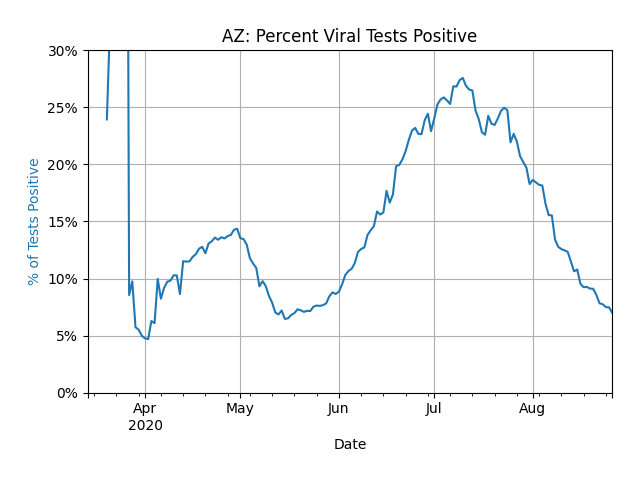 AZ: Percent Viral Tests Positive
30%
25%
20%
15%
10%
5%
0%
% of Tests Positive
Apr
2020
May
Jun
Jul
Aug
Date